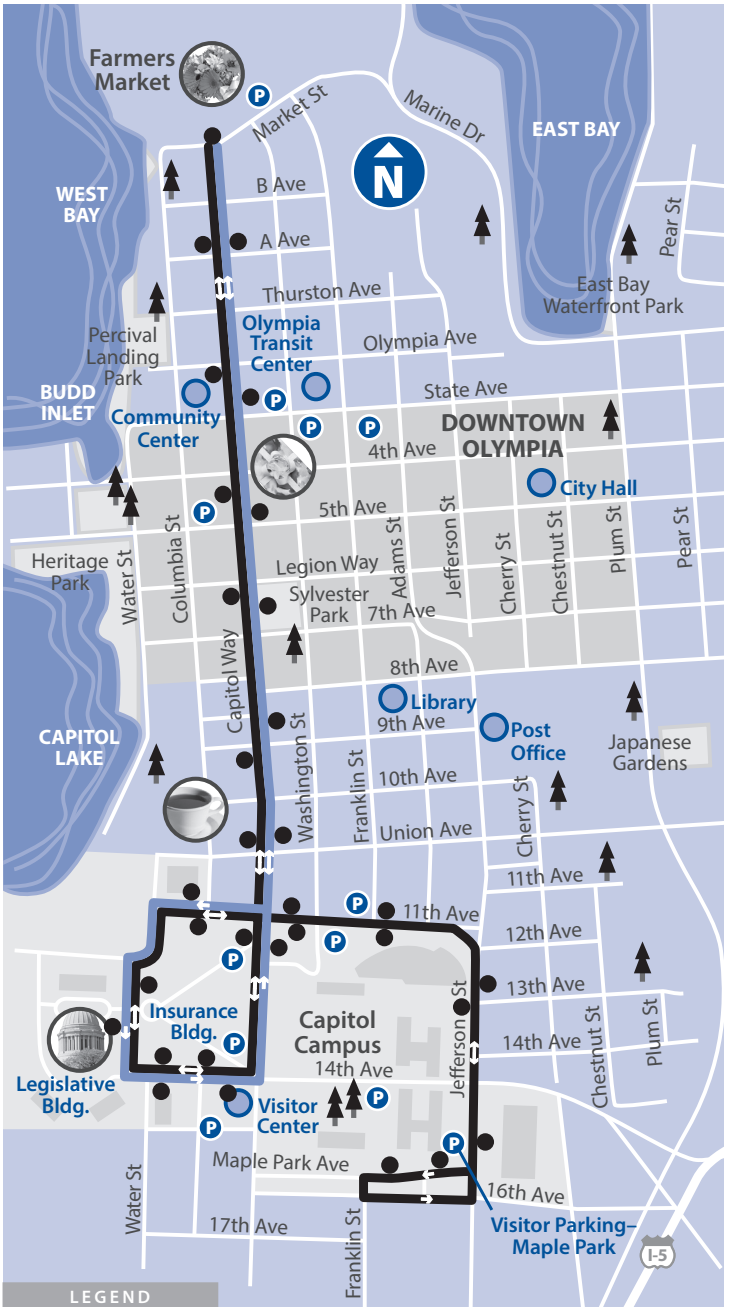 Farmers
Market
P
Market St
Marine Dr
EAST BAY
N
WEST
BAY
B Ave
Pear St
A Ave
East Bay
Waterfront Park
Thurston Ave
Percival
Landing
Park
Olympia
Transit
Center
Olympia Ave
BUDD
INLET
State Ave
P
Community
Center
P
P
DOWNTOWN
OLYMPIA
4th Ave
City Hall
P
5th Ave
Columbia St
Water St
Adams St
Jefferson St
Cherry St
Chestnut St
Plum St
Pear St
Heritage
Park
Legion Way
Sylvester
Park
7th Ave
Capitol Way
8th Ave
Library
9th Ave
Post
Office
CAPITOL
LAKE
Japanese
Gardens
Washington St
Franklin St
10th Ave
Cherry St
Union Ave
11th Ave
P
11th Ave
12th Ave
P
P
13th Ave
Insurance
Bldg.
Capitol
Campus
Jefferson St
Chestnut St
Plum St
P
14th Ave
14th Ave
Legislative
Bldg.
P
Visitor
Center
P
P
Maple Park Ave
16th Ave
Water St
17th Ave
Franklin St
Visitor Parking–
Maple Park
I-5
LEGEND